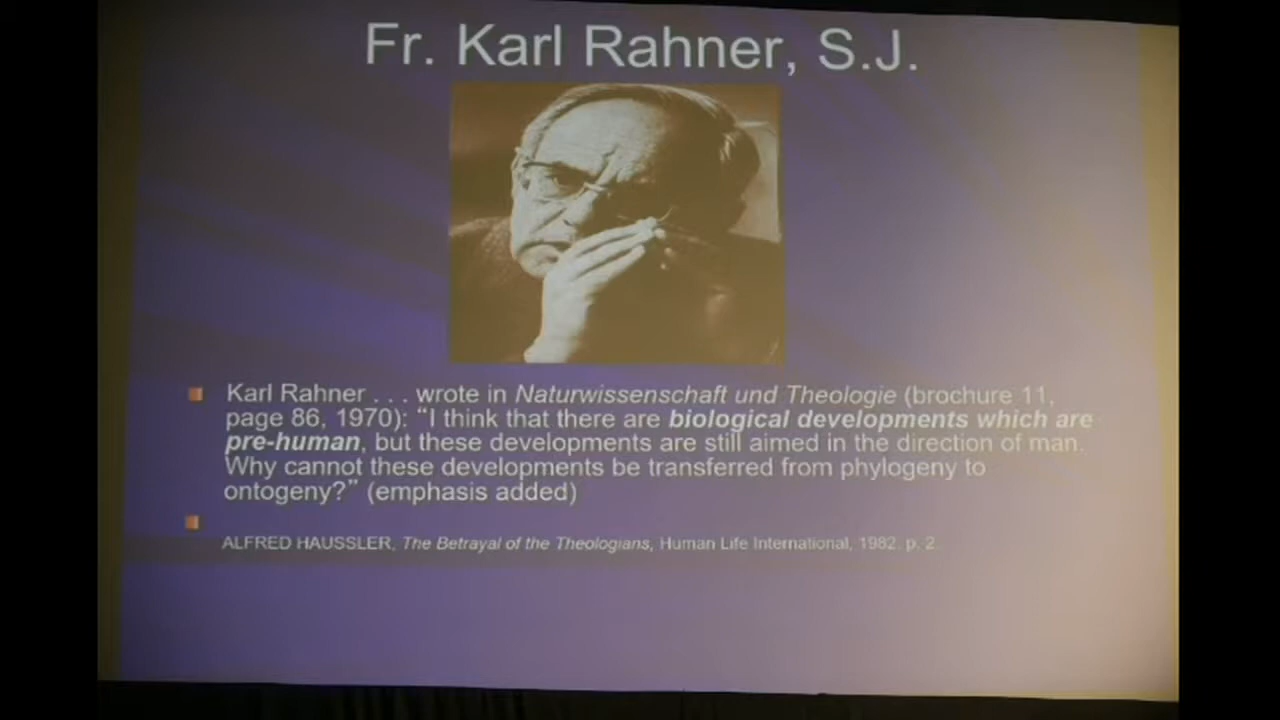 Fr. Karl Rahner, S.J.
Karl Rahner . . . wrote in Naturwissenschaft und Theologie (brochure 11,
page 86, 1970): “I think that there are biological developments which are
pre-human, but these developments are still aimed in the direction of man.
Why cannot these developments be transferred from phylogeny to
ontogeny?” (emphasis added)
ALFRED HAUSSLER, The Betrayal of the Theologians, Human Life International, 1982, p. 2.